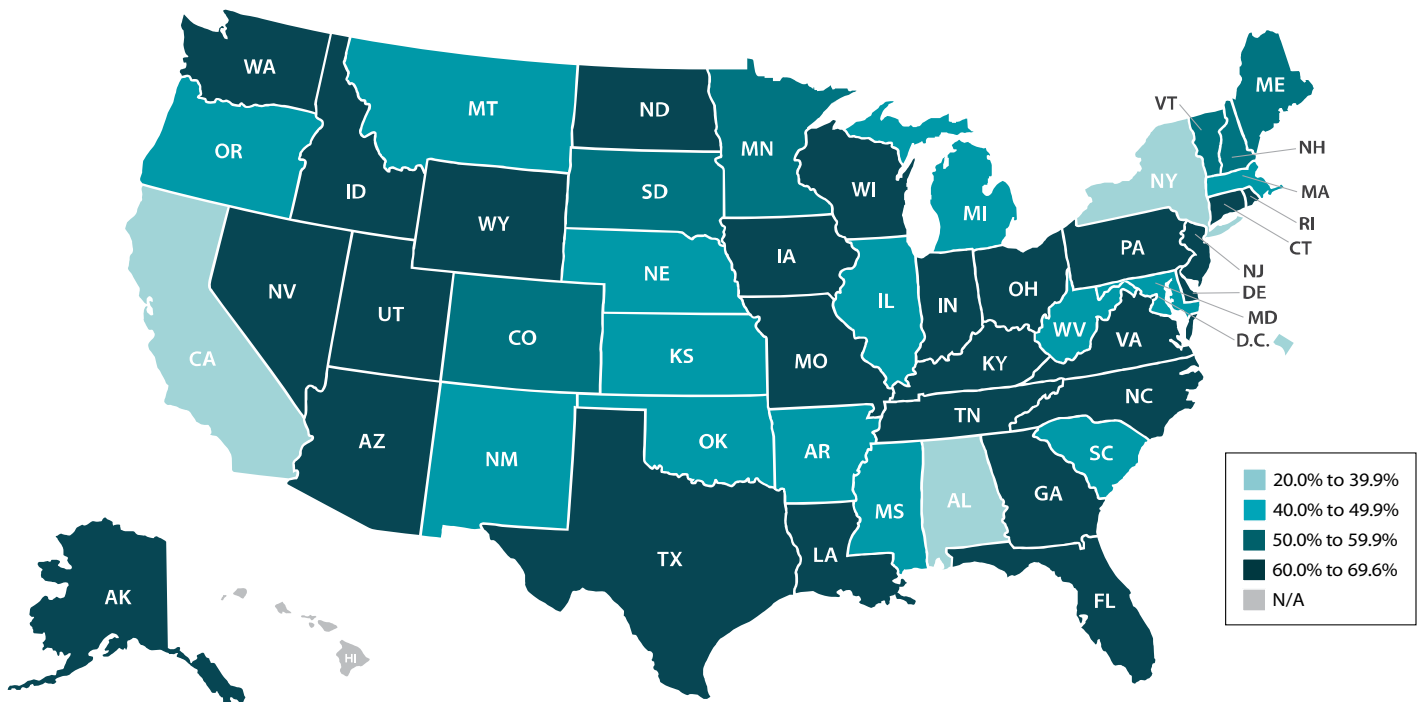 WA
MT
ND
MN
ME
VT
NH
OR
ID
SD
WI
MI
NY
MA
RI
CT
WY
IA
PA
NJ
NE
DE
NV
UT
IL
IN
OH
MD
CO
WV
D.C.
VA
CA
KS
MO
KY
NC
TN
AZ
NM
OK
AR
SC
MS
AL
GA
TX
LA
AK
FL
HI
20.0% to 39.9%
40.0% to 49.9%
50.0% to 59.9%
60.0% to 69.6%
N/A